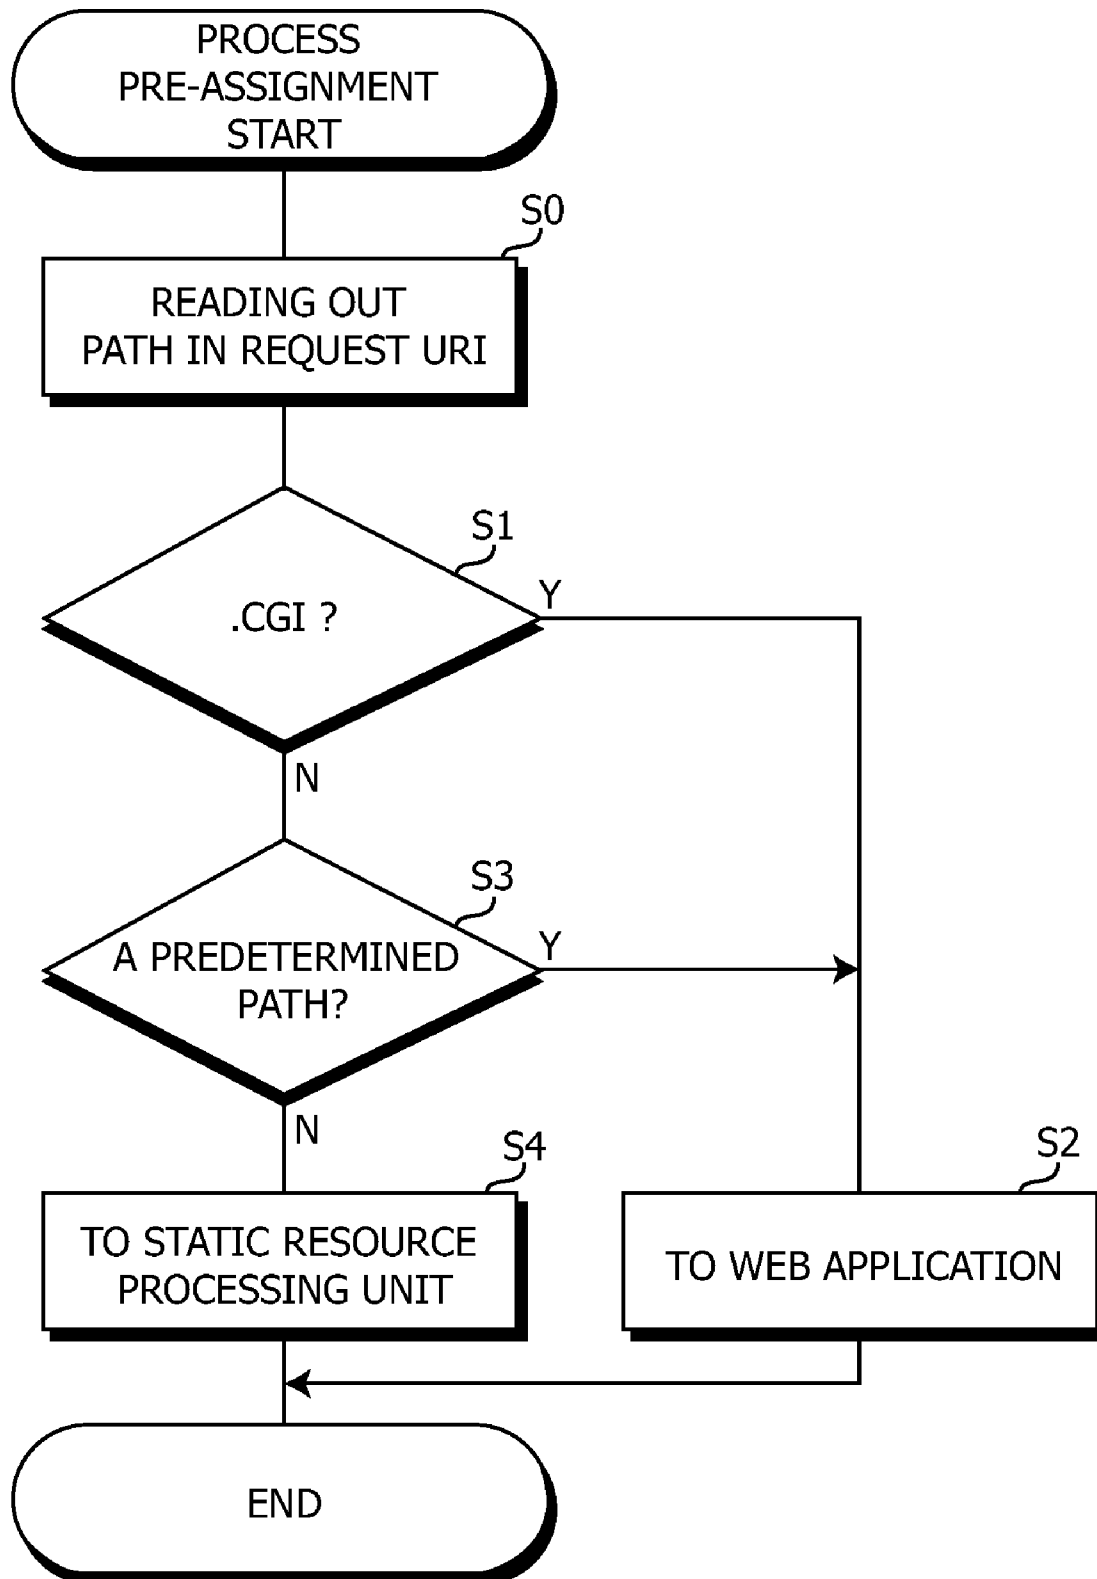 PROCESS
PRE-ASSIGNMENT
START
S0
READING OUT
PATH IN REQUEST URI
S1
.CGI ?
Y
N
S3
A PREDETERMINED
PATH?
Y
N
S4
TO STATIC RESOURCE
PROCESSING UNIT
S2
TO WEB APPLICATION
END